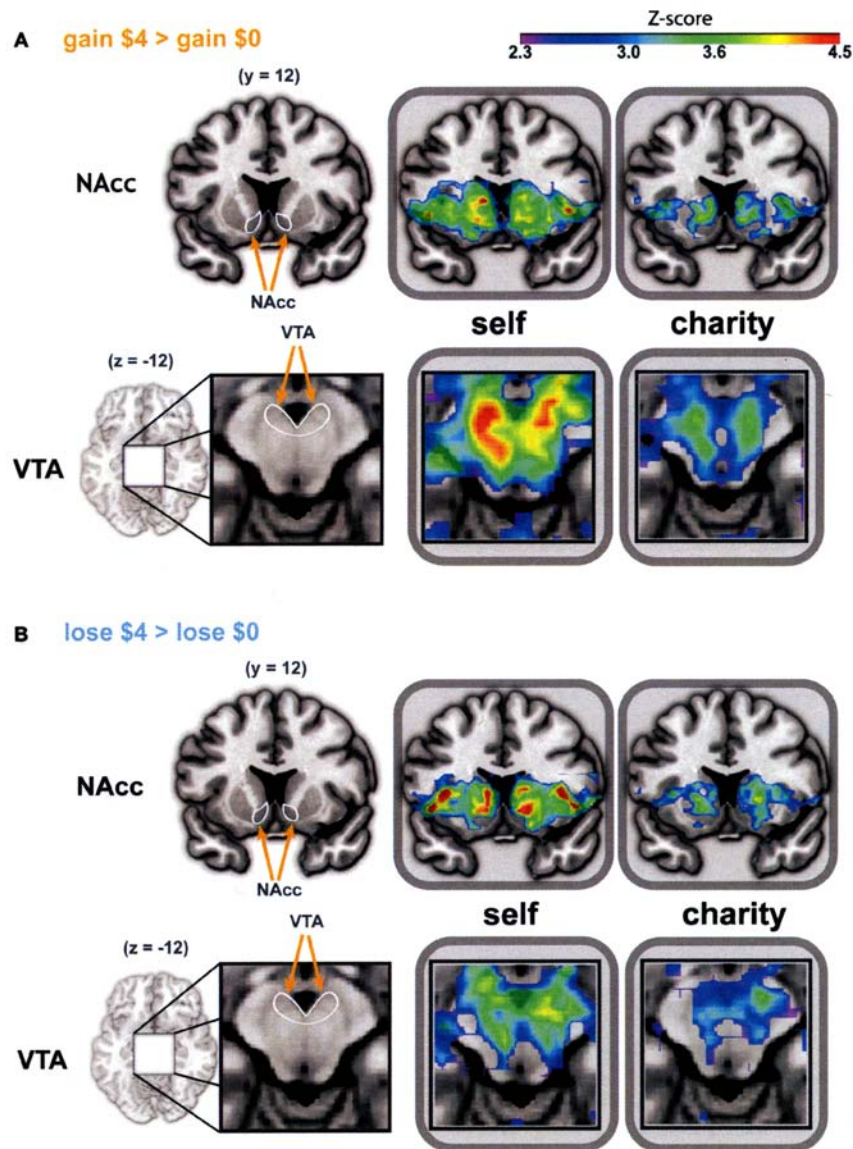 Z-score
A gain $4 > gain $0
2.3 3.0 3.6 4.5
(y = 12)
NAcc
NAcc
self charity
VTA
(z = -12)
VTA
B lose $4 > lose $0
(y = 12)
NAcc
NAcc
self charity
VTA
(z = -12)
VTA